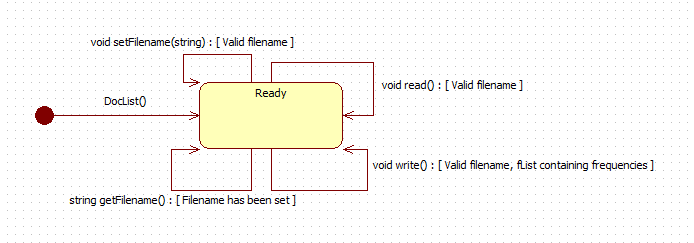 void setFilename(string) : [ Valid filename ]
Ready
void read() : [ Valid filename ]
DocList()
void write() : [ Valid filename, fList containing frequencies ]
string getFilename() : [ Filename has been set ]